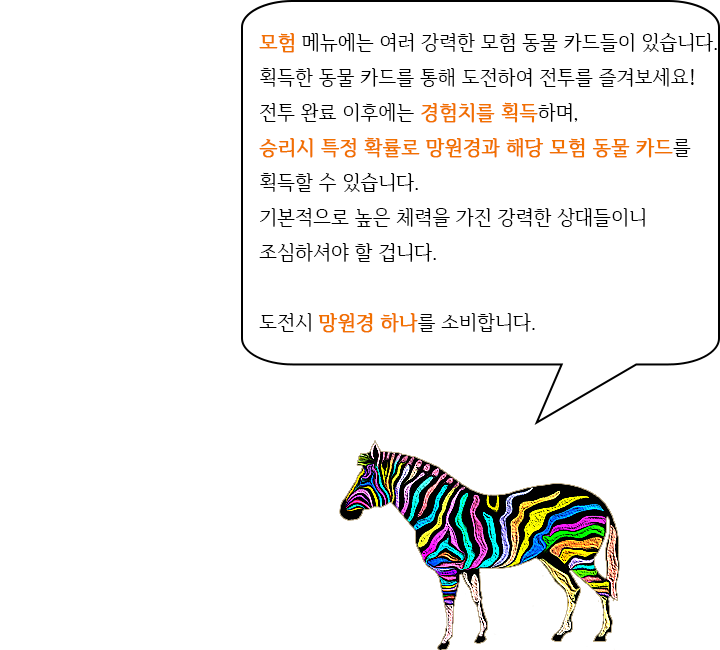 모험 메뉴에는 여러 강력한 모험 동물 카드들이 있습니다.
획득한 동물 카드를 통해 도전하여 전투를 즐겨보세요!
전투 완료 이후에는 경험치를 획득하며,
승리시 특정 확률로 망원경과 해당 모험 동물 카드를
획득할 수 있습니다.
기본적으로 높은 체력을 가진 강력한 상대들이니
조심하셔야 할 겁니다.
도전시 망원경 하나를 소비합니다.